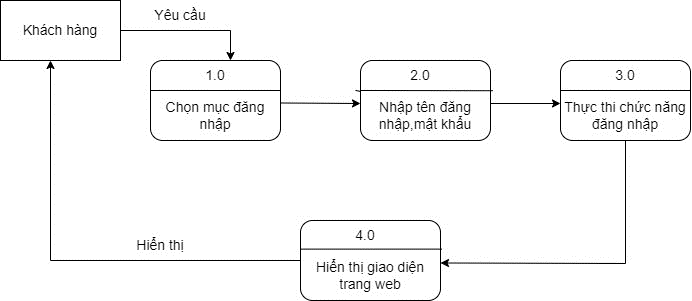 Khách hàng
Yêu cầu
1.0
Chọn mục đăng
nhập
2.0
Nhập tên đăng
nhập,mật khẩu
3.0
Thực thi chức năng
đăng nhập
4.0
Hiển thị giao diện
trang web
Hiển thị